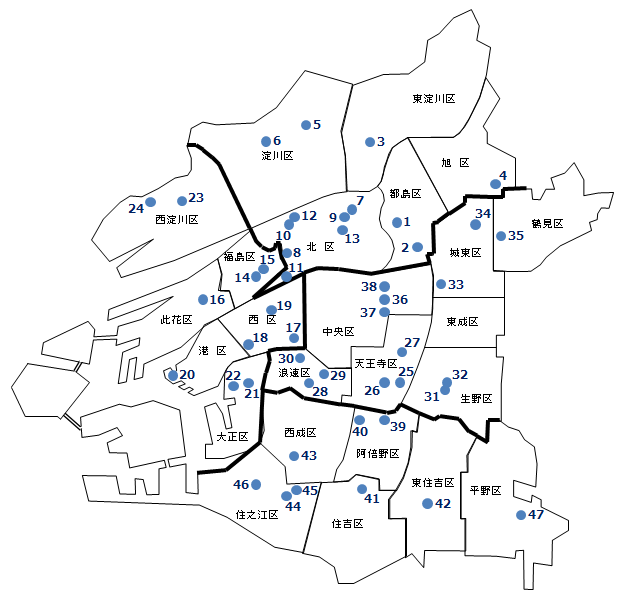 東淀川区
5
6
3
淀川区
旭 区
4
都島区
23
24
西淀川区
7
12
9
10
13
1
34
鶴見区
35
北 区
2
城東区
8
福島区
15
14
11
38
33
16
36
此花区
19
37
西 区
中央区
東成区
17
18
港 区
30
27
天王寺区
20
22
21
浪速区
29
28
26
25
32
31
生野区
大正区
西成区
40
39
阿倍野区
43
46
45
44
41
東住吉区
42
平野区
47
住之江区
住吉区